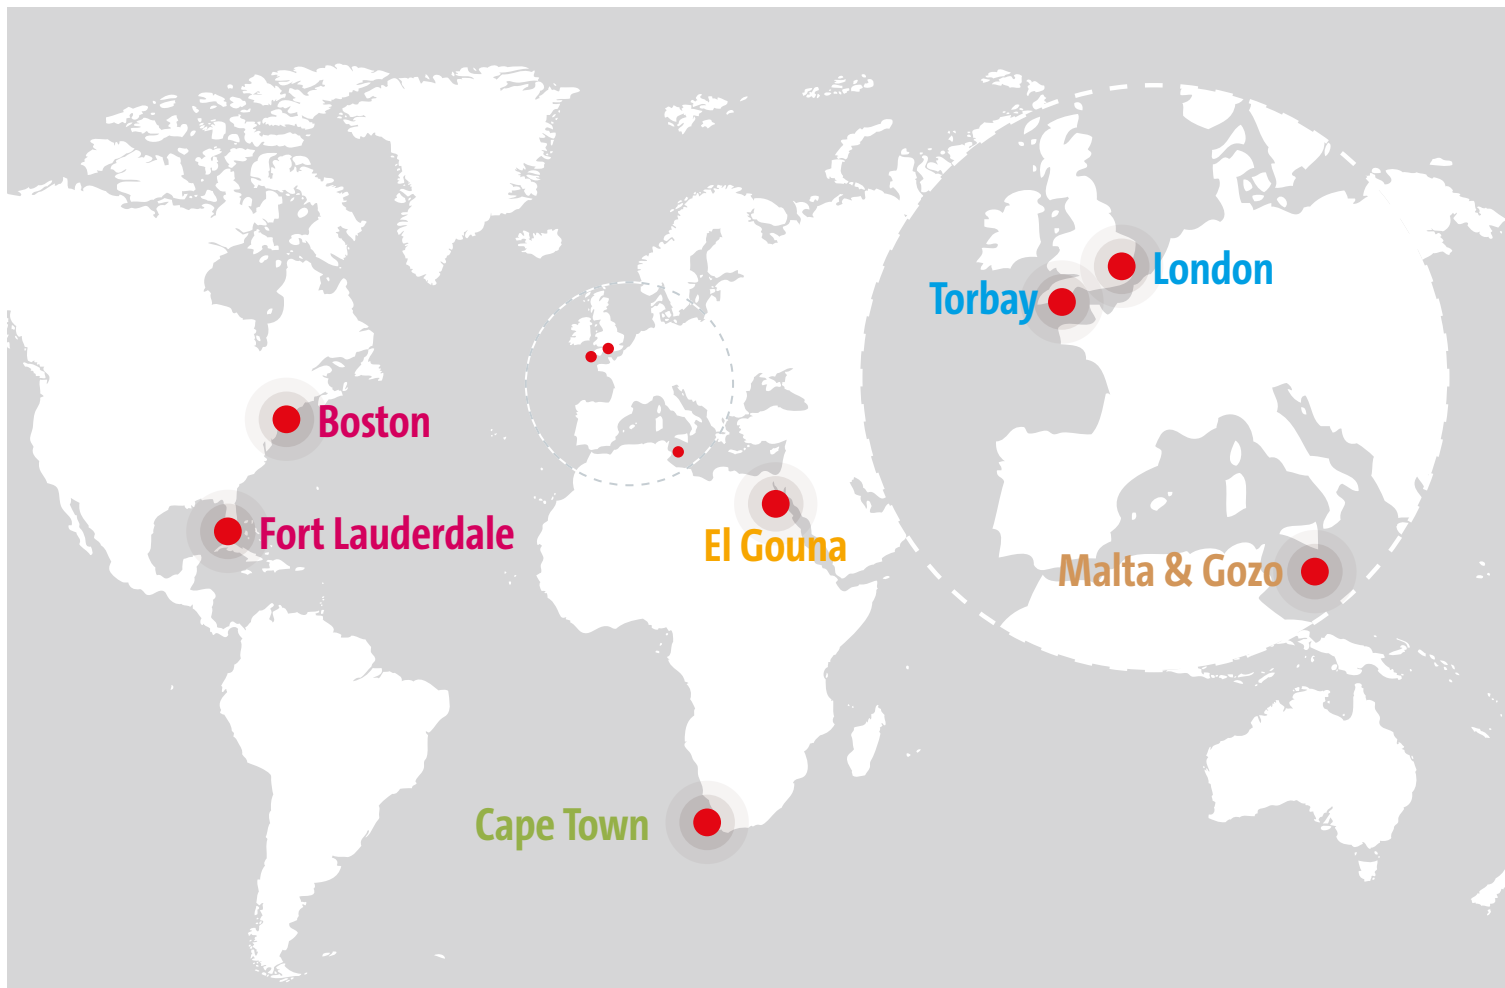 London
Torbay
Boston
Fort Lauderdale
El Gouna
Malta & Gozo
Cape Town